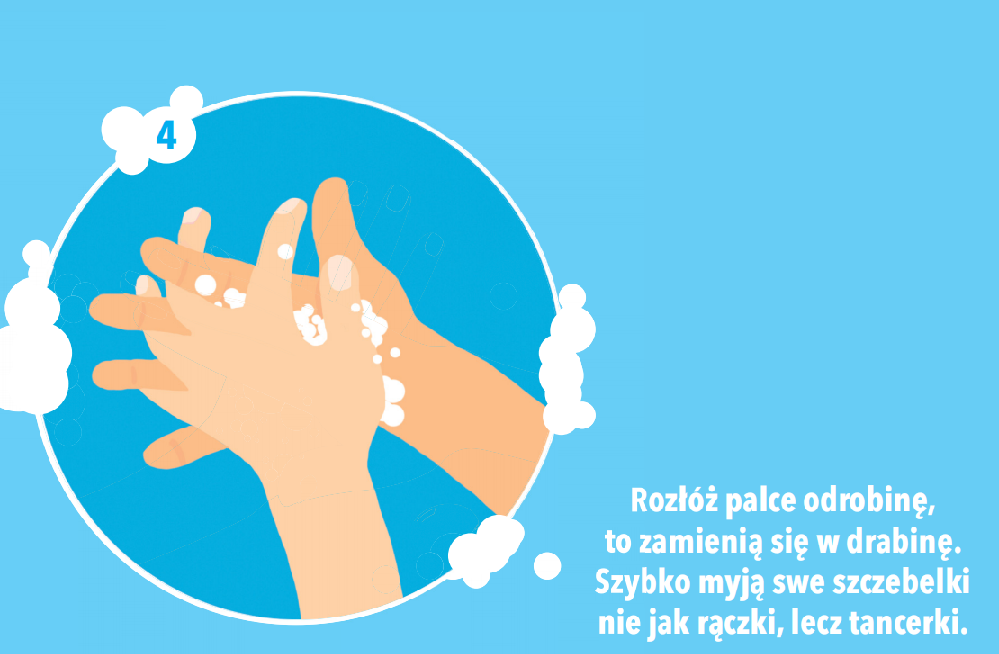 4
Rozłóż palce odrobinę,
to zamienią się w drabinę.
Szybko myją swe szczebelki
nie jak rączki, lecz tancerki.